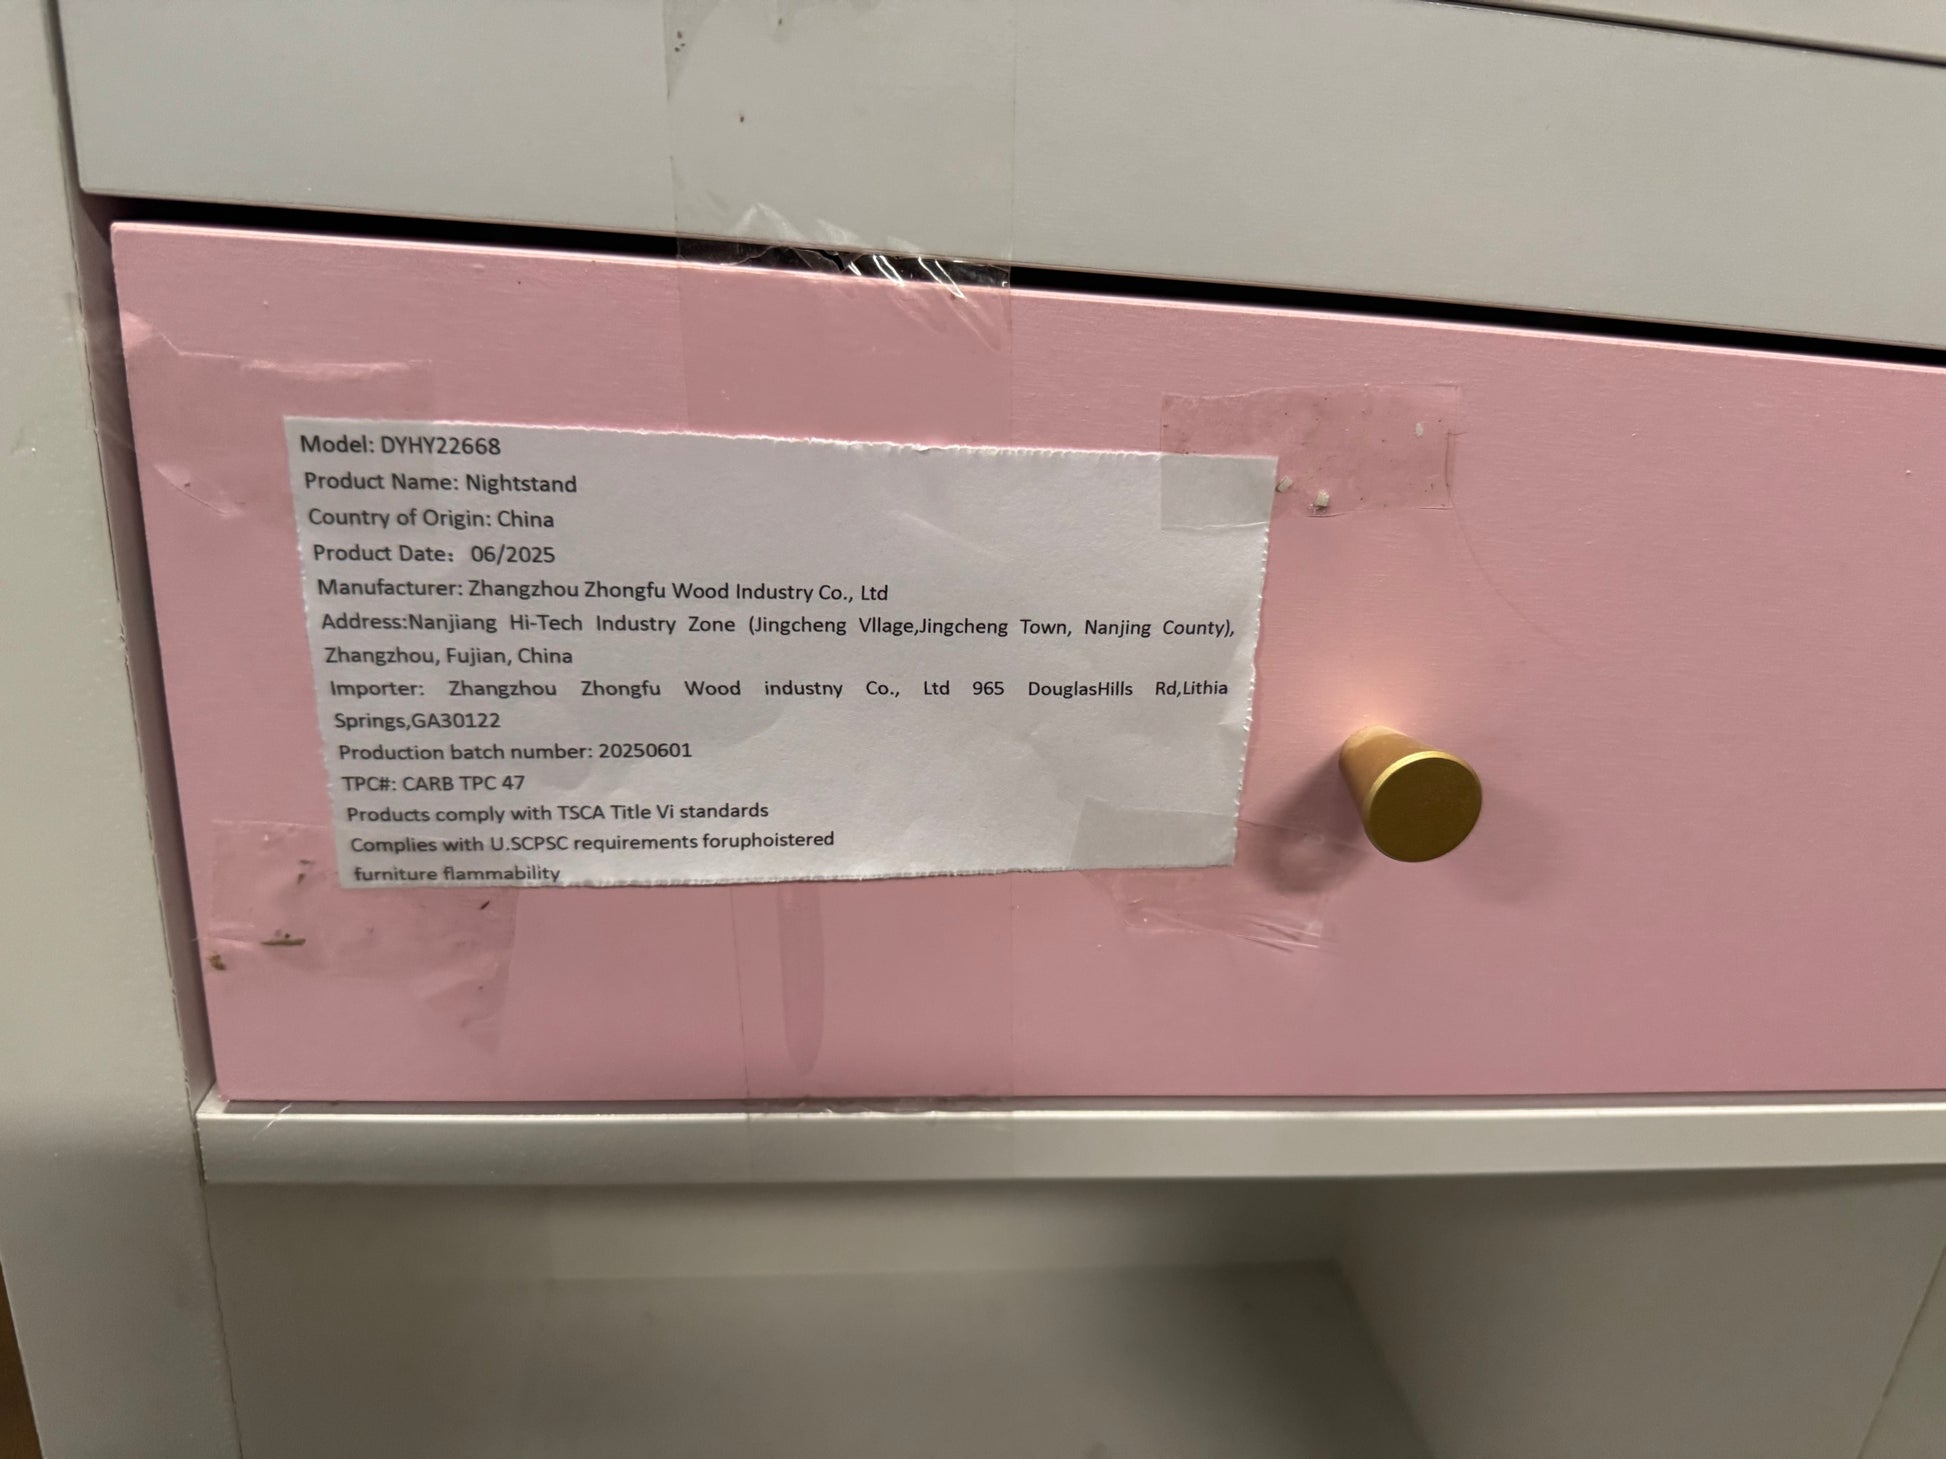 Model: DYHY22668
Product Name: Nightstand
Country of Origin: China
Product Date: 06/2025
Manufacturer: Zhangzhou Zhongfu Wood Industry Co., Ltd
Address:Nanjiang Hi-Tech Industry Zone (Jingcheng Vllage,Jingcheng Town, Nanjing County),
Zhangzhou, Fujian, China
Importer: Zhangzhou Zhongfu Wood industny Co., Ltd 965 DouglasHills Rd,Lithia
Springs,GA30122
Production batch number: 20250601
TPC#: CARB TPC 47
Products comply with TSCA Title Vi standards
Complies with U.SCPSC requirements foruphoistered
furniture flammability